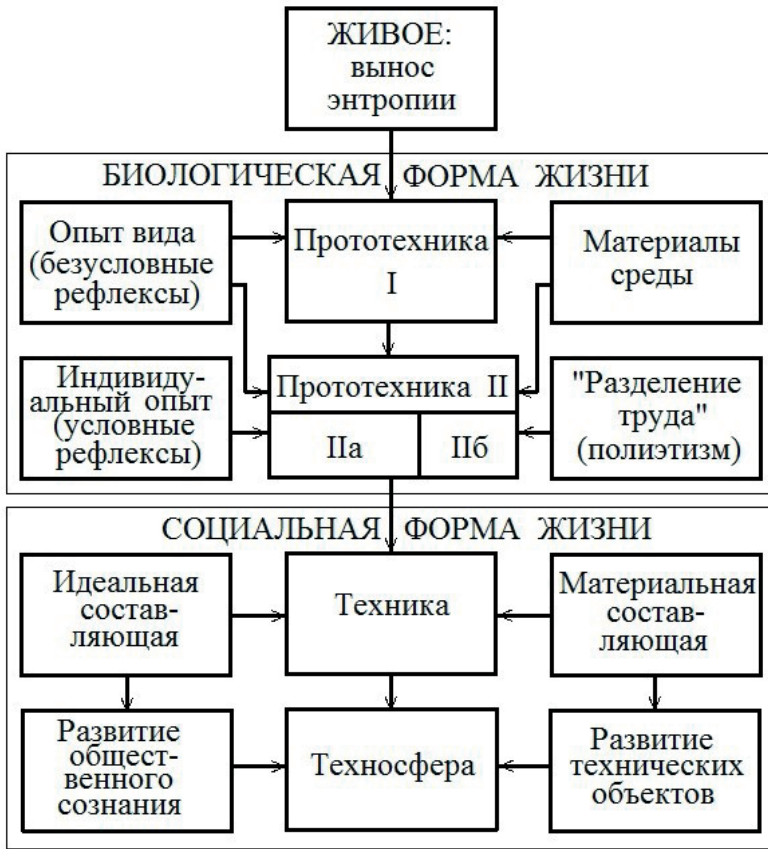 ЖИВОЕ:
вынос
энтропии
БИОЛОГИЧЕСКАЯ ФОРМА ЖИЗНИ
Опыт вида
(безусловные
рефлексы)
Прототехника
I
Материалы
среды
Индивиду-
альный опыт
(условные
рефлексы)
Прототехника II
IIа
IIб
"Разделение
труда"
(полиэтизм)
СОЦИАЛЬНАЯ ФОРМА ЖИЗНИ
Идеальная
состав-
ляющая
Техника
Материальная
состав-
ляющая
Развитие
общест-
венного
сознания
Техносфера
Развитие
технических
объектов